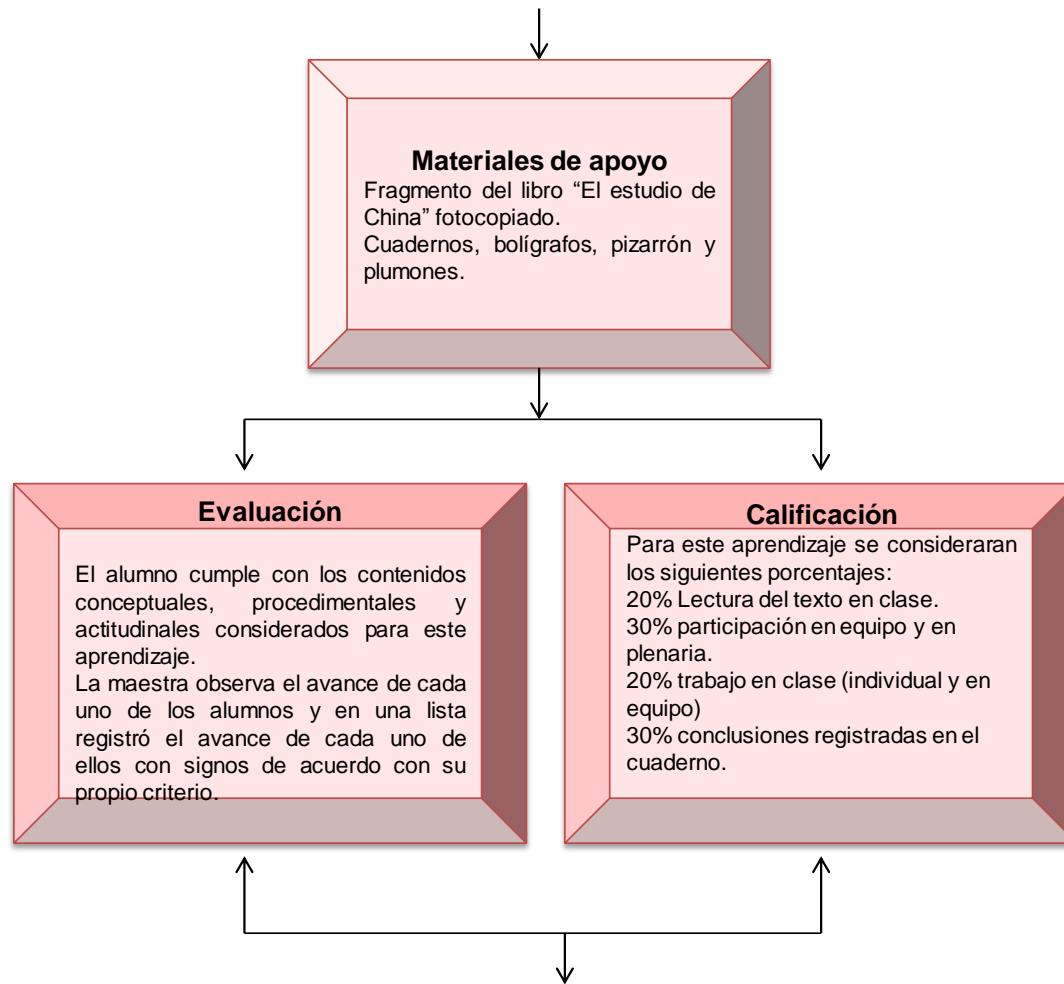 Materiales de apoyo
Fragmento del libro “El estudio de
China” fotocopiado.
Cuadernos, bolígrafos, pizarrón y
plumones.
Evaluación
El alumno cumple con los contenidos
conceptuales, procedimentales y
actitudinales considerados para este
aprendizaje.
La maestra observa el avance de cada
uno de los alumnos y en una lista
registró el avance de cada uno de
ellos con signos de acuerdo con su
propio criterio.
Calificación
Para este aprendizaje se consideraran
los siguientes porcentajes:
20% Lectura del texto en clase.
30% participación en equipo y en
plenaria.
20% trabajo en clase (individual y en
equipo)
30% conclusiones registradas en el
cuaderno.